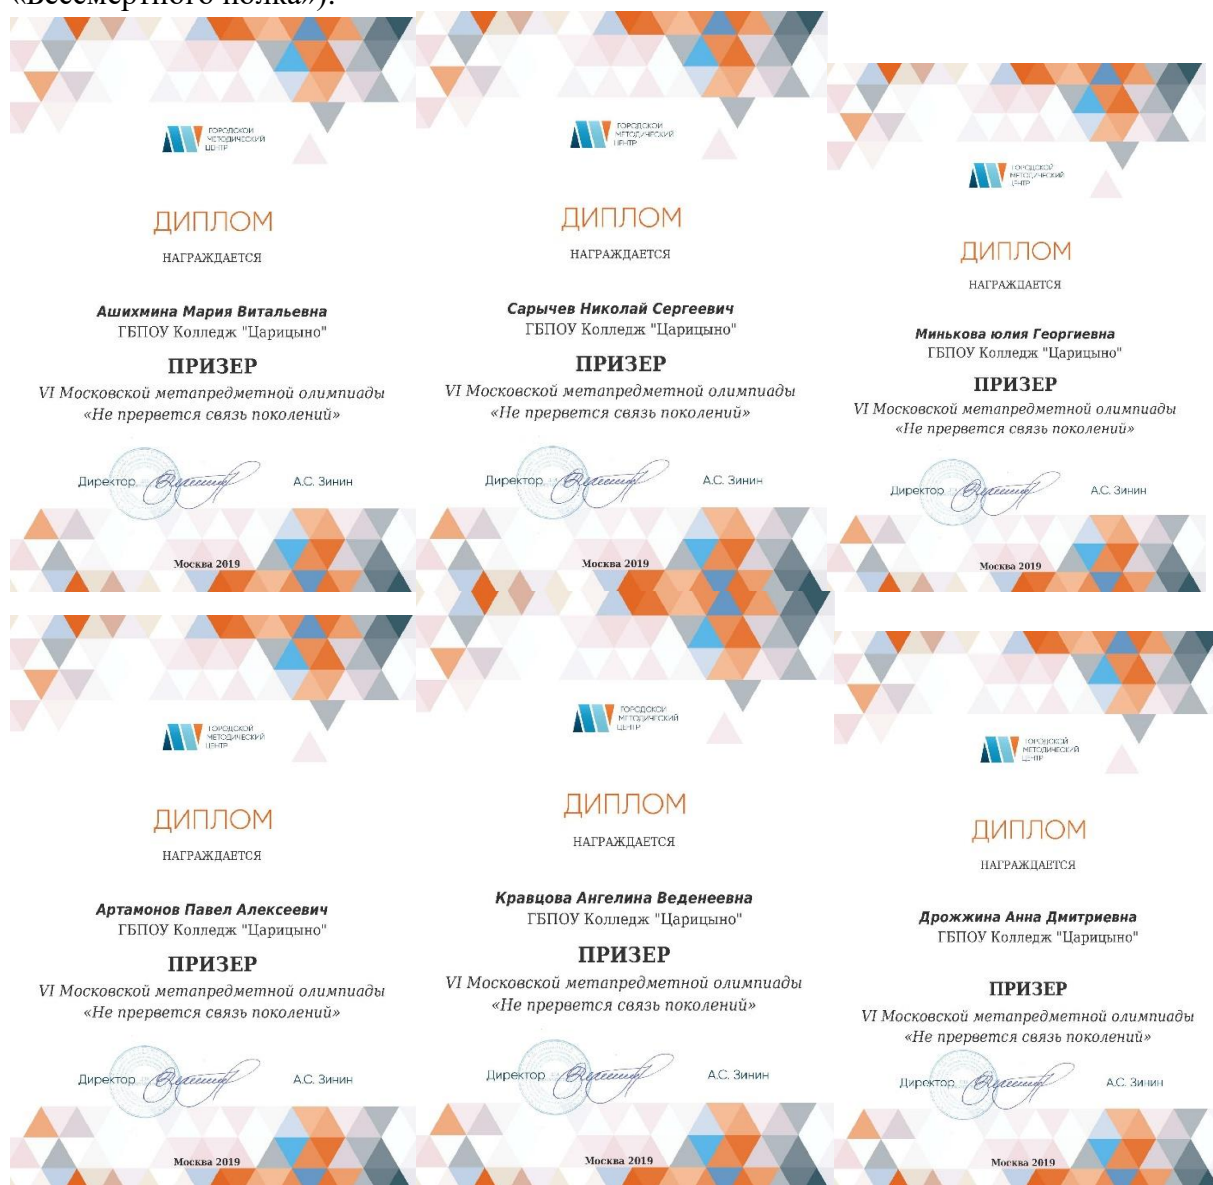 «Бессмертного полка»).
ГОРОДСКОЙ
МЕТОДИЧЕСКИЙ
ЦЕНТР
ДИПЛОМ
НАГРАЖДАЕТСЯ
Ашихмина Мария Витальевна
ГБПОУ Колледж "Царицыно"
ПРИЗЕР
VI Московской метапредметной олимпиады
«Не прервется связь поколений»
Директор
А.С. Зинин
Москва 2019
ГОРОДСКОЙ
МЕТОДИЧЕСКИЙ
ЦЕНТР
ДИПЛОМ
НАГРАЖДАЕТСЯ
Сарычев Николай Сергеевич
ГБПОУ Колледж "Царицыно"
ПРИЗЕР
VI Московской метапредметной олимпиады
«Не прервется связь поколений»
Директор
А.С. Зинин
Москва 2019
ГОРОДСКОЙ
МЕТОДИЧЕСКИЙ
ЦЕНТР
ДИПЛОМ
НАГРАЖДАЕТСЯ
Минькова юлия Георгиевна
ГБПОУ Колледж "Царицыно"
ПРИЗЕР
VI Московской метапредметной олимпиады
«Не прервется связь поколений»
Директор
А.С. Зинин
Москва 2019
ГОРОДСКОЙ
МЕТОДИЧЕСКИЙ
ЦЕНТР
ДИПЛОМ
НАГРАЖДАЕТСЯ
Артамонов Павел Алексеевич
ГБПОУ Колледж "Царицыно"
ПРИЗЕР
VI Московской метапредметной олимпиады
«Не прервется связь поколений»
Директор
А.С. Зинин
Москва 2019
ГОРОДСКОЙ
МЕТОДИЧЕСКИЙ
ЦЕНТР
ДИПЛОМ
НАГРАЖДАЕТСЯ
Кравцова Ангелина Веденеевна
ГБПОУ Колледж "Царицыно"
ПРИЗЕР
VI Московской метапредметной олимпиады
«Не прервется связь поколений»
Директор
А.С. Зинин
Москва 2019
ГОРОДСКОЙ
МЕТОДИЧЕСКИЙ
ЦЕНТР
ДИПЛОМ
НАГРАЖДАЕТСЯ
Дрожжина Анна Дмитриевна
ГБПОУ Колледж "Царицыно"
ПРИЗЕР
VI Московской метапредметной олимпиады
«Не прервется связь поколений»
Директор
А.С. Зинин
Москва 2019